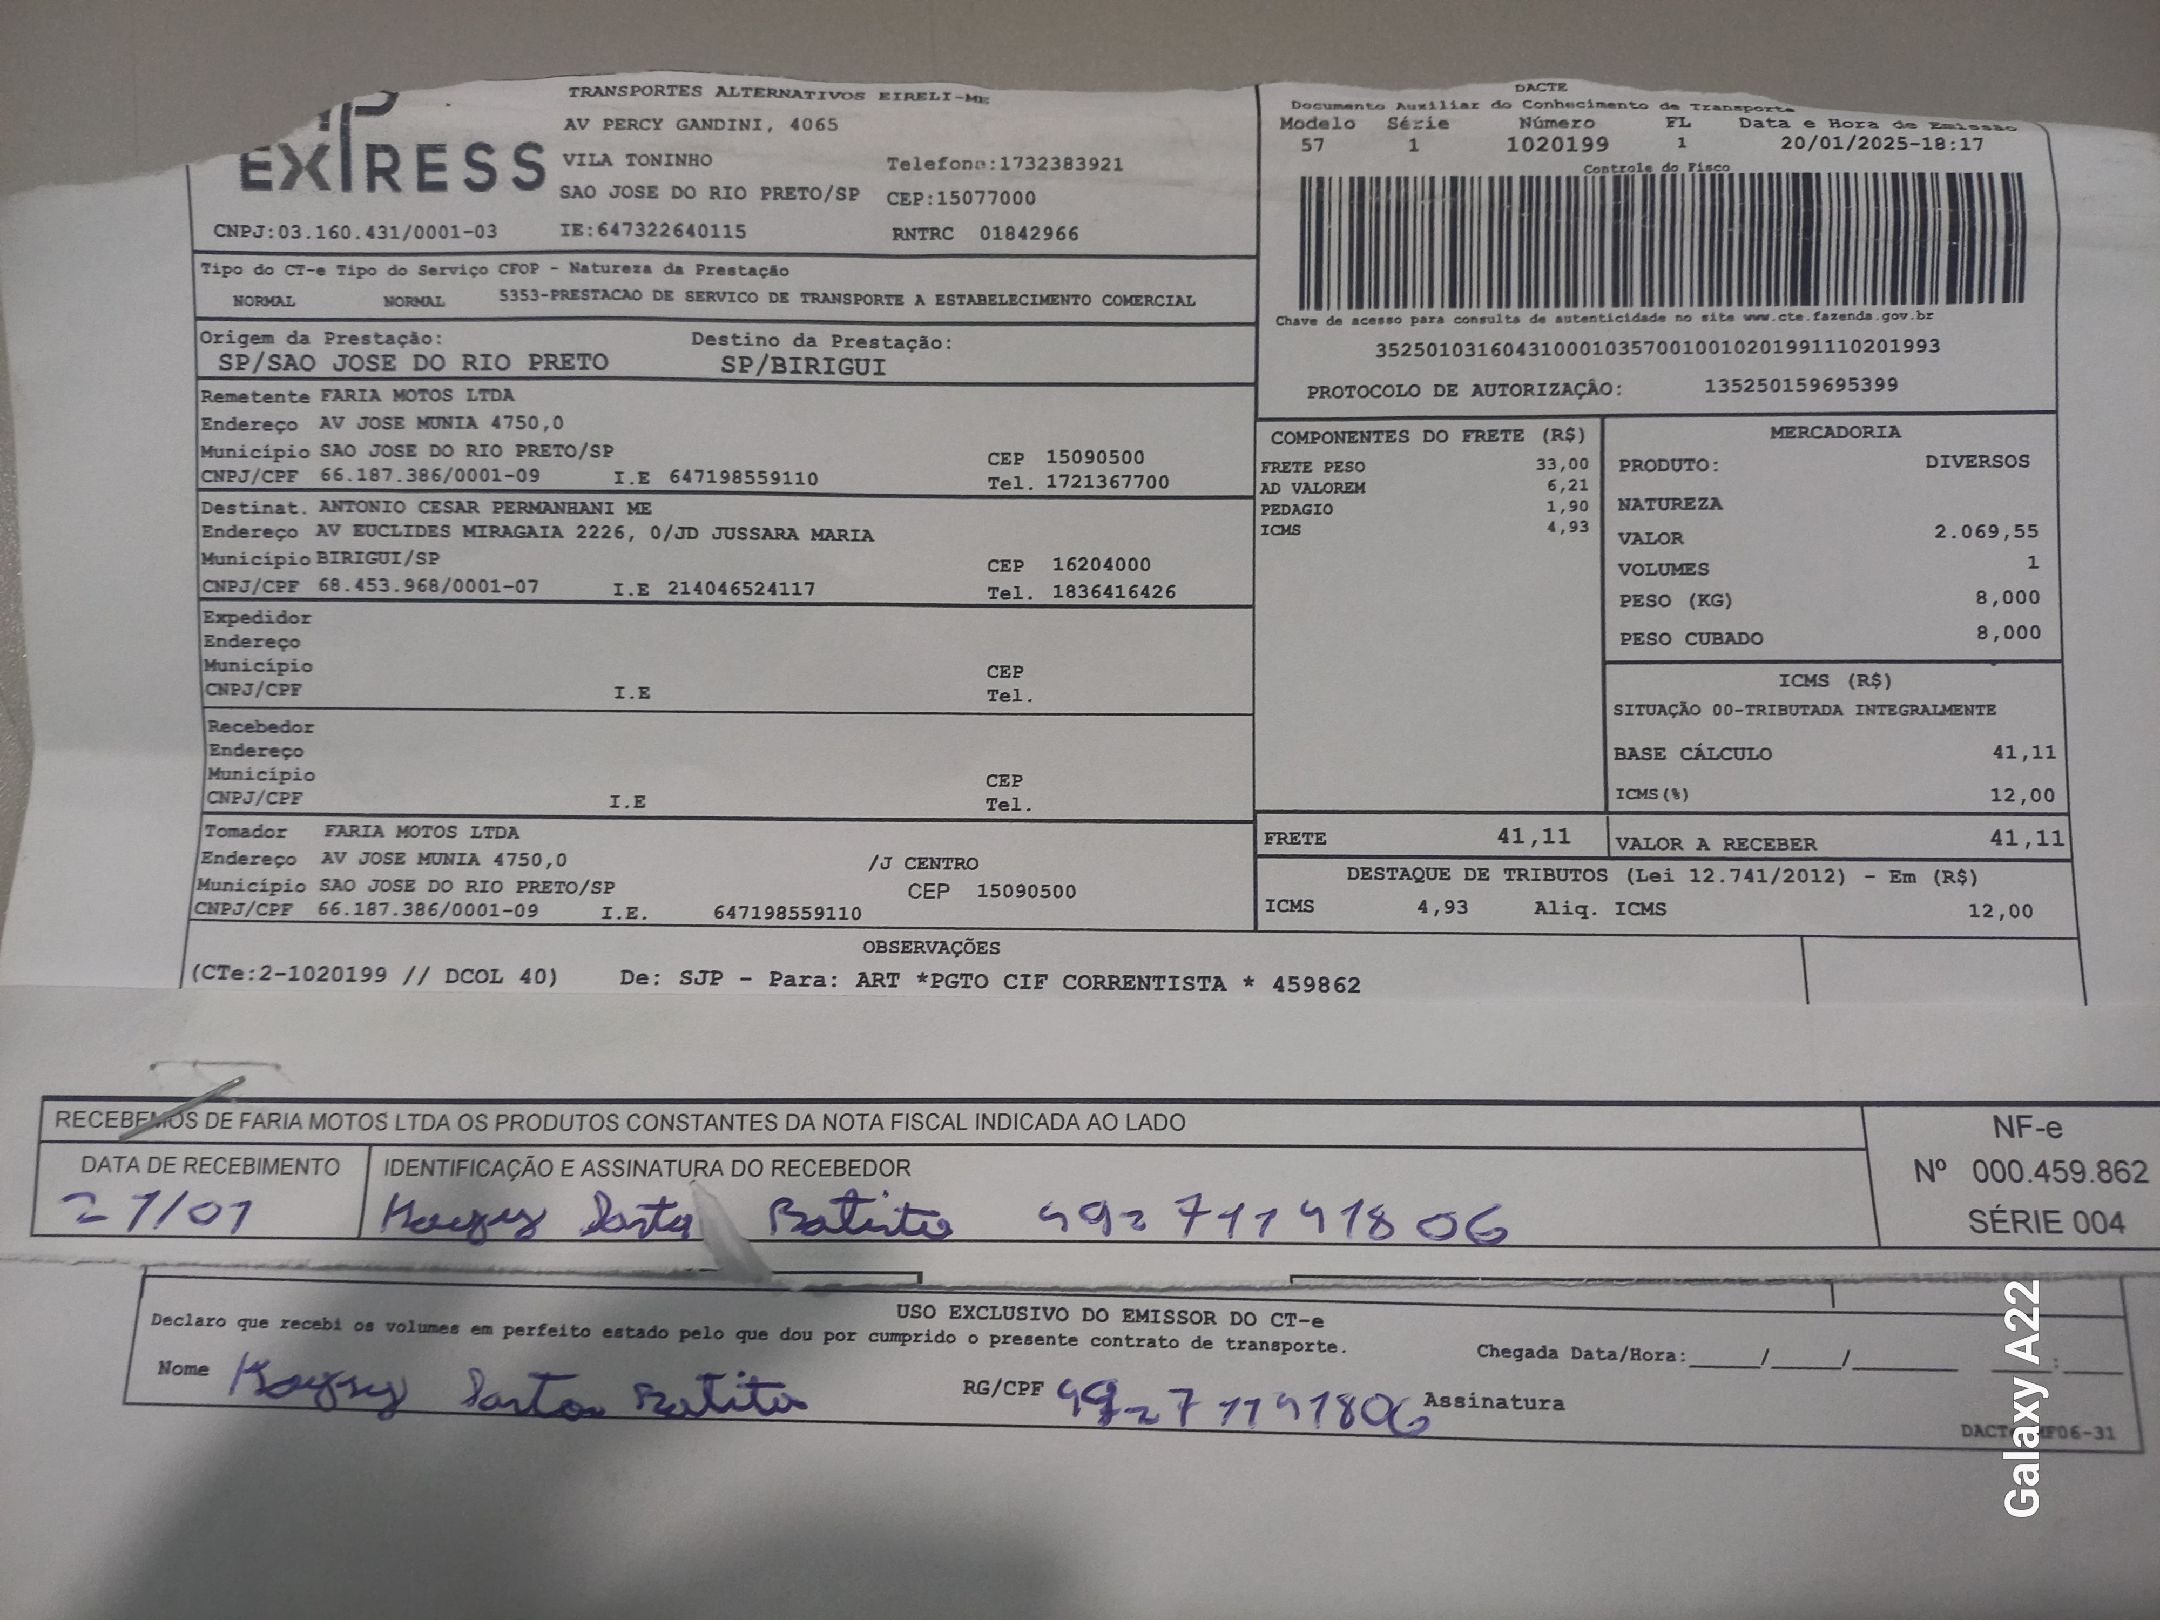 EXPRESS
TRANSPORTES ALTERNATIVOS EIRELI-ME
AV PERCY GANDINI, 4065
VILA TONINHO Telefone:1732383921
SAO JOSE DO RIO PRETO/SP CEP:15077000
CNPJ:03.160.431/0001-03 IE:647322640115 RNTRC 01842966
DACTE
Documento Auxiliar do Conhecimento de Transporte
Modelo Série Número FL Data e Hora de Emissão
57 1 1020199 1 20/01/2025-18:17
Controle do Fisco
Chave de acesso para consulta de autenticidade no site www.cte.fazenda.gov.br
35250103160431000103570010010201991110201993
PROTOCOLO DE AUTORIZAÇÃO: 135250159695399
Tipo do CT-e Tipo do Serviço CFOP - Natureza da Prestação
NORMAL NORMAL 5353-PRESTACAO DE SERVICO DE TRANSPORTE A ESTABELECIMENTO COMERCIAL
Origem da Prestação: Destino da Prestação:
SP/SAO JOSE DO RIO PRETO SP/BIRIGUI
Remetente FARIA MOTOS LTDA
Endereço AV JOSE MUNIA 4750,0
Município SAO JOSE DO RIO PRETO/SP CEP 15090500
CNPJ/CPF 66.187.386/0001-09 I.E 647198559110 Tel. 1721367700
Destinat. ANTONIO CESAR PERMANHANI ME
Endereço AV EUCLIDES MIRAGAIA 2226, 0/JD JUSSARA MARIA
Município BIRIGUI/SP CEP 16204000
CNPJ/CPF 68.453.968/0001-07 I.E 214046524117 Tel. 1836416426
Expedidor
Endereço
Município CEP
CNPJ/CPF I.E Tel.
Recebedor
Endereço
Município CEP
CNPJ/CPF I.E Tel.
Tomador FARIA MOTOS LTDA
Endereço AV JOSE MUNIA 4750,0 /J CENTRO
Município SAO JOSE DO RIO PRETO/SP CEP 15090500
CNPJ/CPF 66.187.386/0001-09 I.E. 647198559110
COMPONENTES DO FRETE (R$)
FRETE PESO 33,00
AD VALOREM 6,21
PEDAGIO 1,90
ICMS 4,93
MERCADORIA
PRODUTO: DIVERSOS
NATUREZA
VALOR 2.069,55
VOLUMES 1
PESO (KG) 8,000
PESO CUBADO 8,000
ICMS (R$)
SITUAÇÃO 00-TRIBUTADA INTEGRALMENTE
BASE CÁLCULO 41,11
ICMS(%) 12,00
FRETE 41,11 VALOR A RECEBER 41,11
DESTAQUE DE TRIBUTOS (Lei 12.741/2012) - Em (R$)
ICMS 4,93 Aliq. ICMS 12,00
OBSERVAÇÕES
(CTe:2-1020199 // DCOL 40) De: SJP - Para: ART *PGTO CIF CORRENTISTA * 459862
RECEBEMOS DE FARIA MOTOS LTDA OS PRODUTOS CONSTANTES DA NOTA FISCAL INDICADA AO LADO
DATA DE RECEBIMENTO IDENTIFICAÇÃO E ASSINATURA DO RECEBEDOR
21/01 49271141806
NF-e
Nº 000.459.862
SÉRIE 004
USO EXCLUSIVO DO EMISSOR DO CT-e
Declaro que recebi os volumes em perfeito estado pelo que dou por cumprido o presente contrato de transporte.
Chegada Data/Hora:_____/_____/_________ ____:____
Nome RG/CPF 49271141806 Assinatura
Galaxy A22